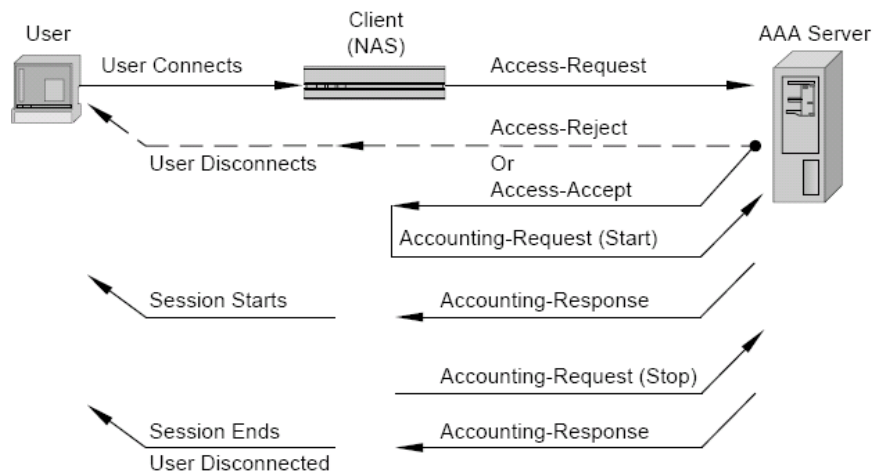 User
Client
(NAS)
AAA Server
User Connects
Access-Request
Access-Reject
User Disconnects
Or
Access-Accept
Accounting-Request (Start)
Session Starts
Accounting-Response
Accounting-Request (Stop)
Session Ends
Accounting-Response
User Disconnected